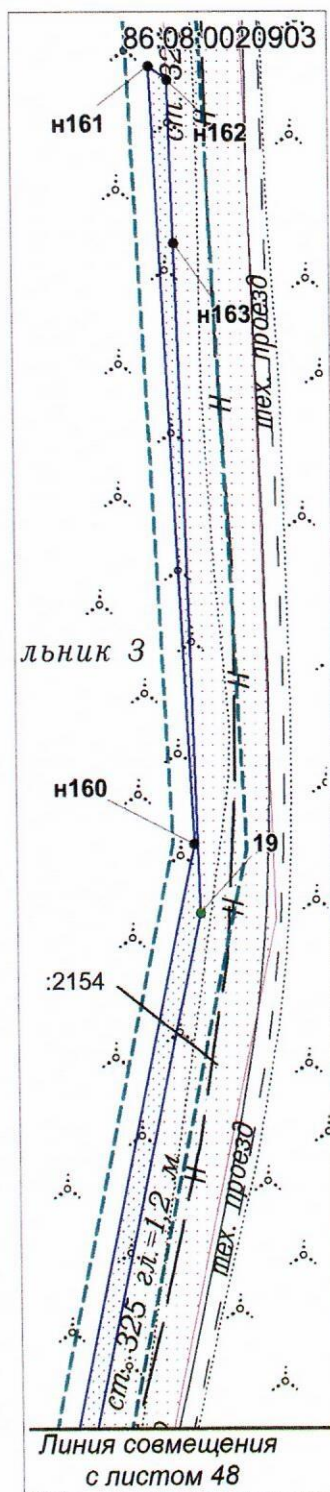 86:08:0020903
н161
ст. 32
н162
н163
Н
тех. проезд
Н
льник 3
Н
н160
19
Н
:2154
Н
тех. проезд
ст. 325 гл.=1,2 м
Линия совмещения
с листом 48